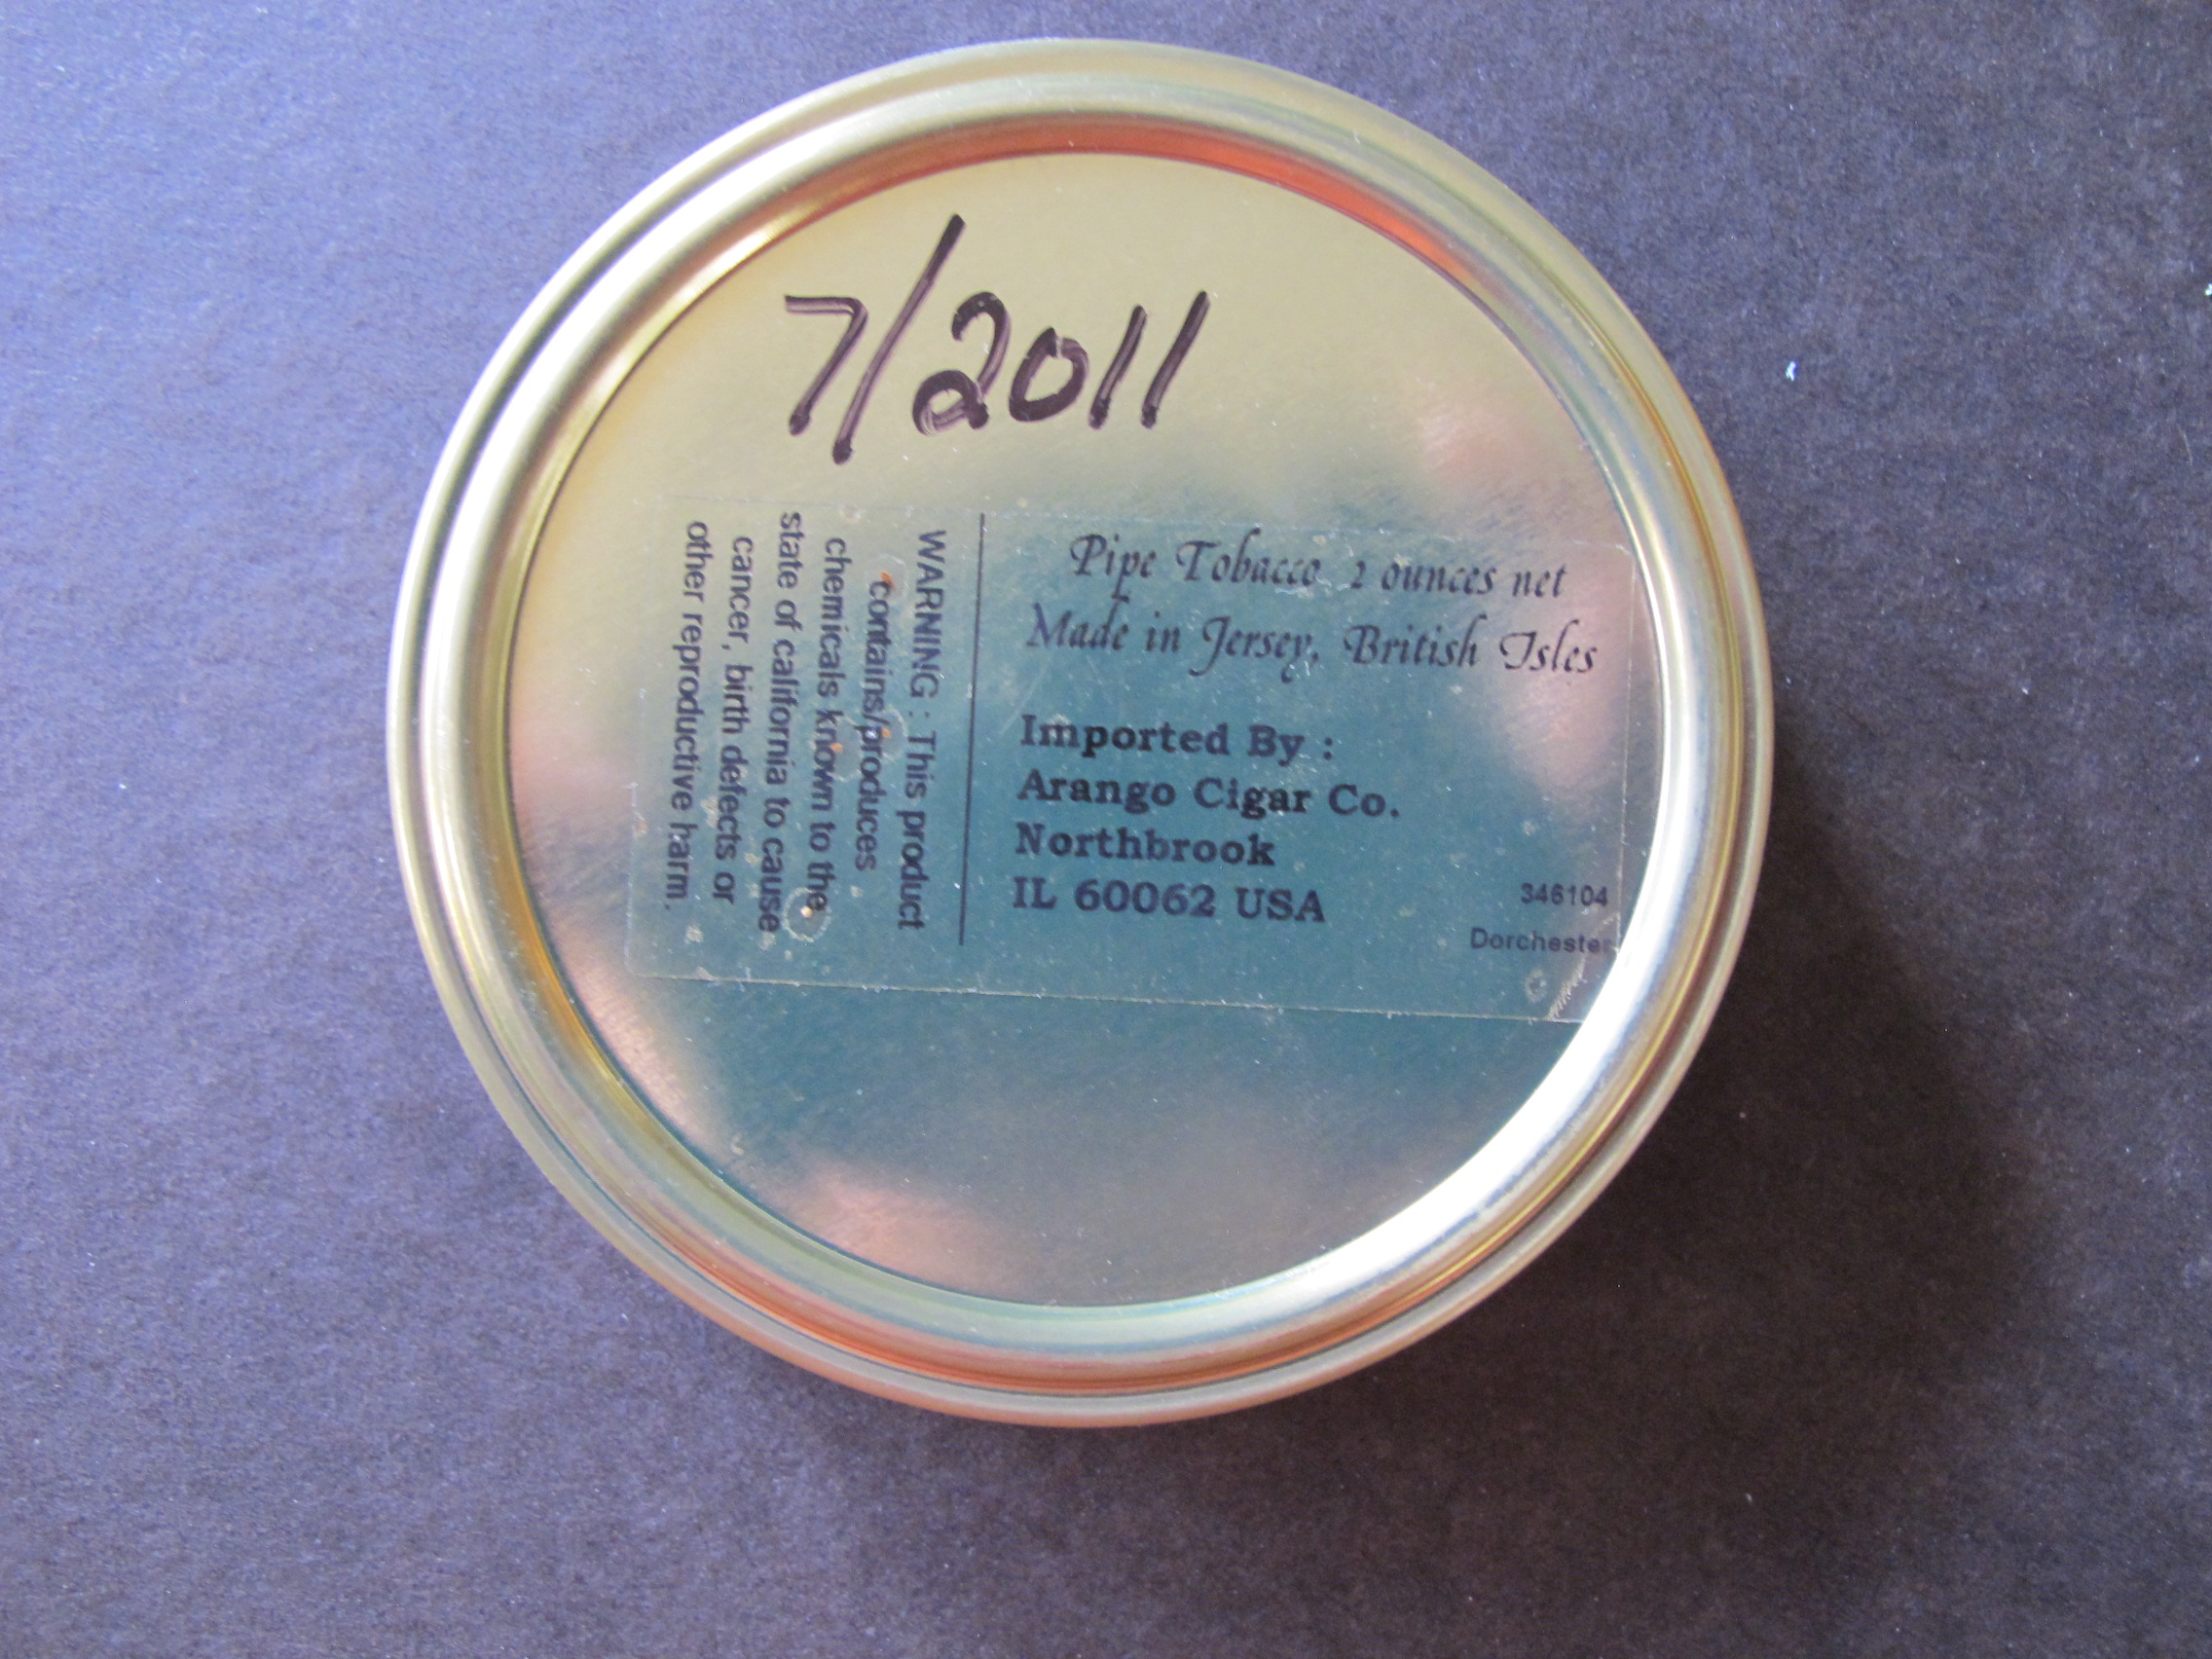 7/2011
Pipe Tobacco 2 ounces net
Made in Jersey, British Isles
Imported By :
Arango Cigar Co.
Northbrook
IL 60062 USA
346104
Dorchester
WARNING : This product
contains/produces
chemicals known to the
state of california to cause
cancer, birth defects or
other reproductive harm.